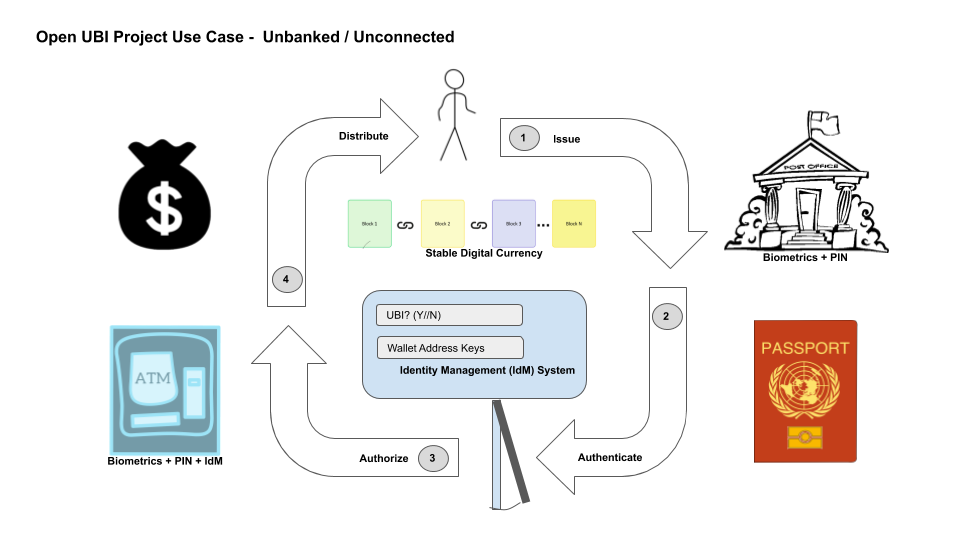 Open UBI Project Use Case - Unbanked / Unconnected
Distribute
1
Issue
POST OFFICE
$
Block 1
Block 2
Block 3
...
Block N
Stable Digital Currency
Biometrics + PIN
4
2
UBI? (Y//N)
Wallet Address Keys
Identity Management (IdM) System
PASSPORT
ATM
Biometrics + PIN + IdM
Authorize
3
Authenticate